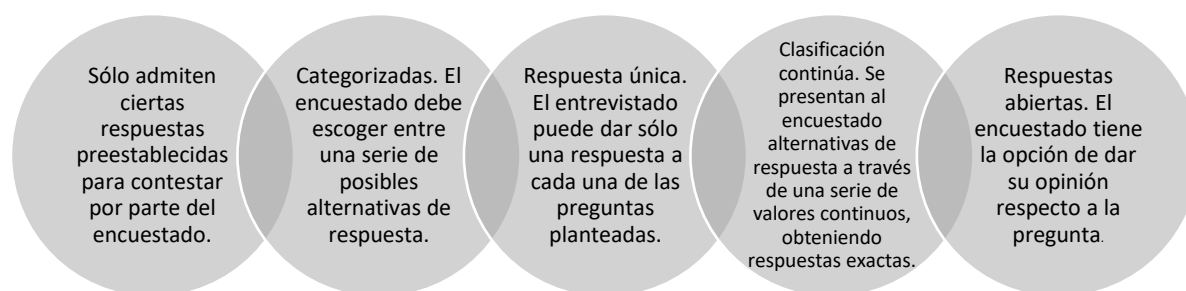 Sólo admiten
ciertas
respuestas
preestablecidas
para contestar
por parte del
encuestado.
Categorizadas. El
encuestado debe
escoger entre
una serie de
posibles
alternativas de
respuesta.
Respuesta única.
El entrevistado
puede dar sólo
una respuesta a
cada una de las
preguntas
planteadas.
Clasificación
continúa. Se
presentan al
encuestado
alternativas de
respuesta a través
de una serie de
valores continuos,
obteniendo
respuestas exactas.
Respuestas
abiertas. El
encuestado tiene
la opción de dar
su opinión
respecto a la
pregunta.